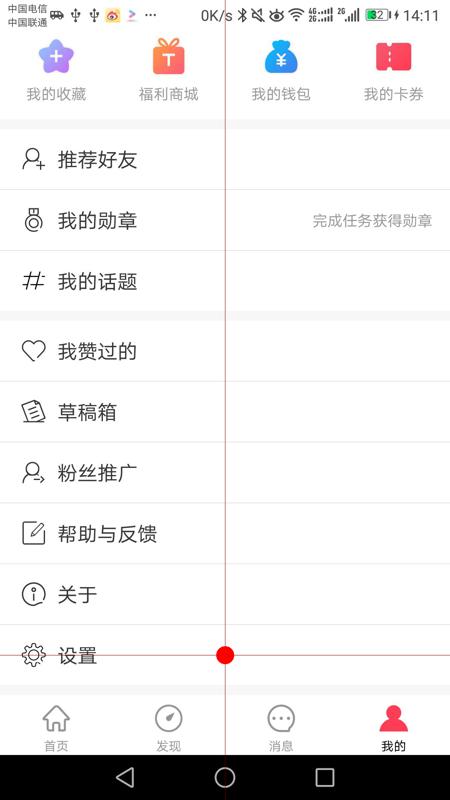 中国电信
中国联通
0K/s 4G 2G 2G 32 14:11
我的收藏 福利商城 我的钱包 我的卡券
推荐好友
我的勋章 完成任务获得勋章
我的话题
我赞过的
草稿箱
粉丝推广
帮助与反馈
关于
设置
首页 发现 消息 我的